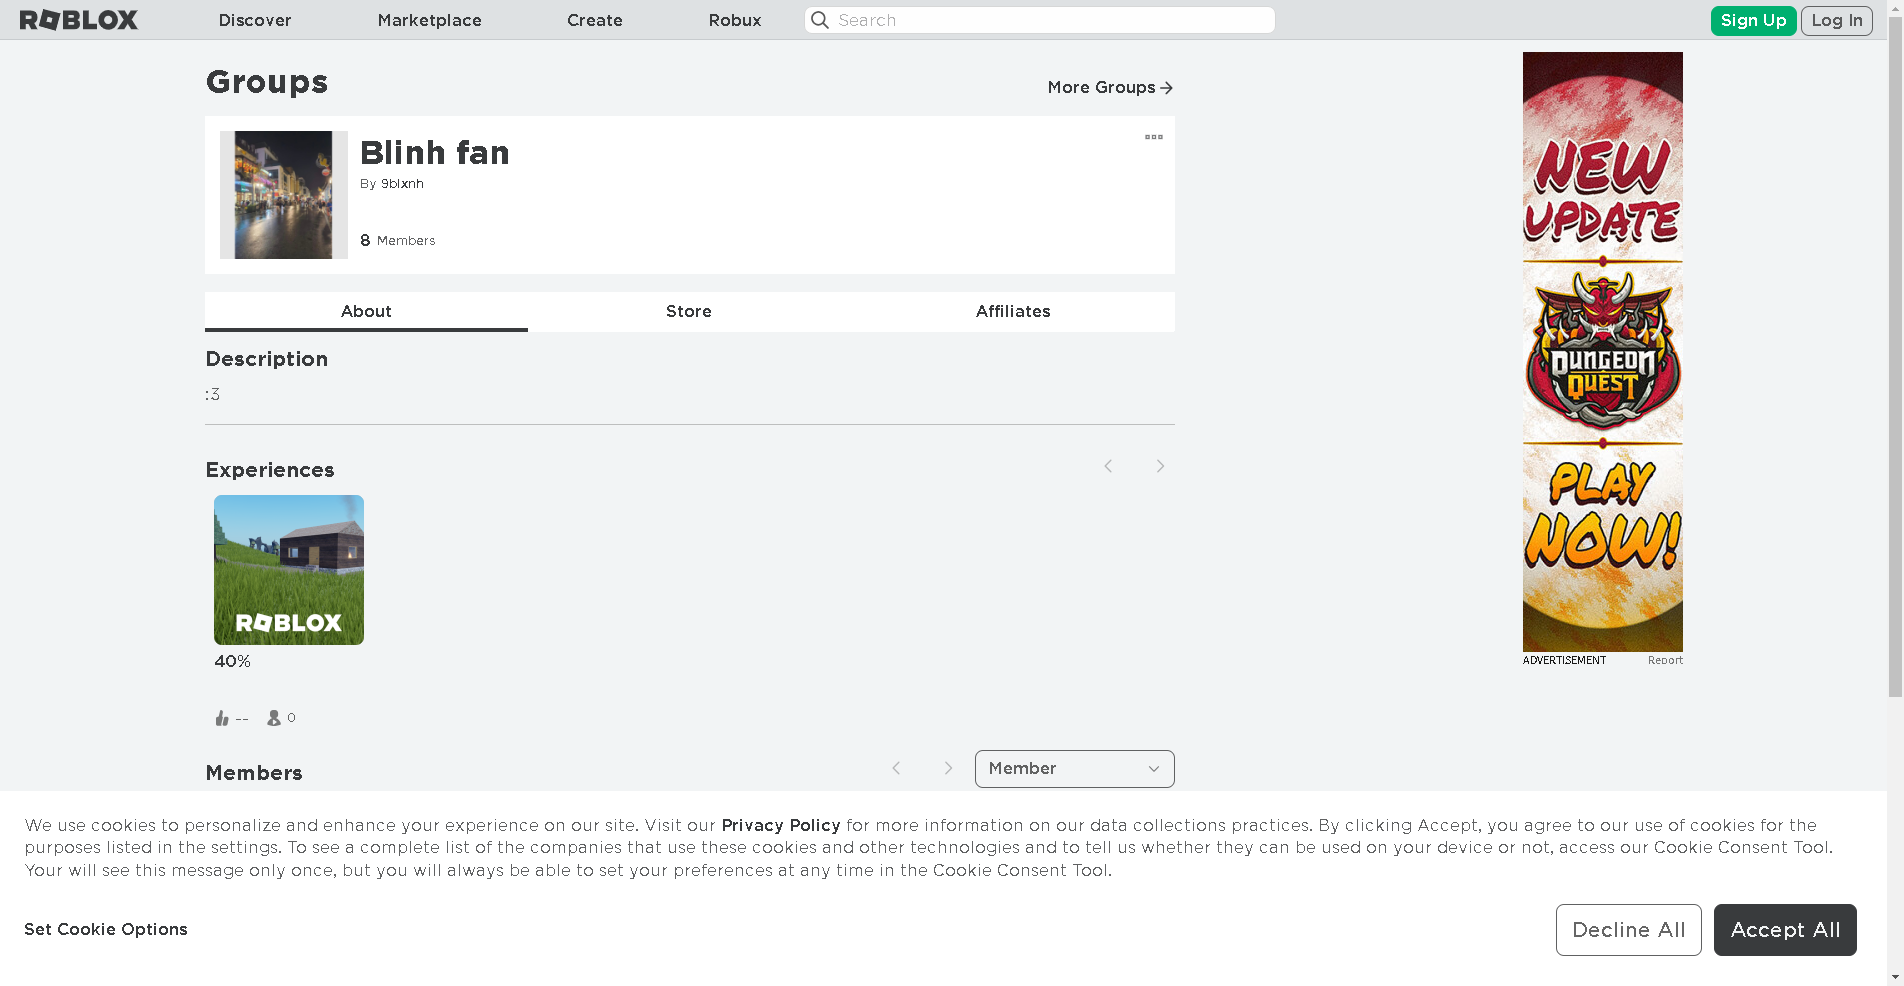 ROBLOX
Discover
Marketplace
Create
Robux
Search
Sign Up
Log In
Groups
More Groups
Blinh fan
By 9blxnh
8 Members
About
Store
Affiliates
Description
:3
Experiences
ROBLOX
40%
--
0
Members
Member
NEW
UPDATE
DUNGEON
QUEST
PLAY
NOW!
ADVERTISEMENT
Report
We use cookies to personalize and enhance your experience on our site. Visit our Privacy Policy for more information on our data collections practices. By clicking Accept, you agree to our use of cookies for the
purposes listed in the settings. To see a complete list of the companies that use these cookies and other technologies and to tell us whether they can be used on your device or not, access our Cookie Consent Tool.
Your will see this message only once, but you will always be able to set your preferences at any time in the Cookie Consent Tool.
Set Cookie Options
Decline All
Accept All